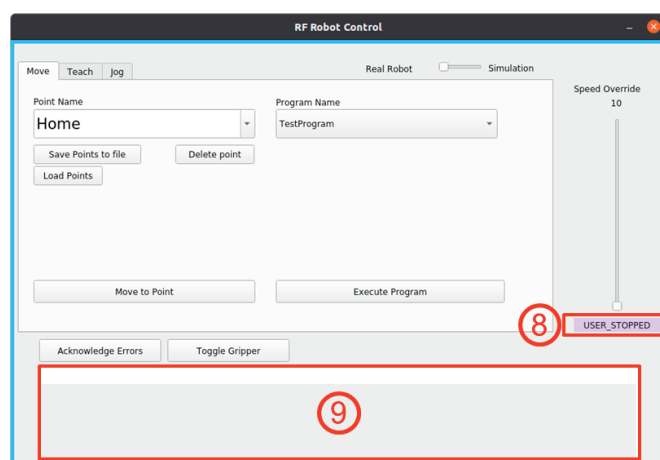 RF Robot Control
Move Teach Jog
Real Robot Simulation
Speed Override
10
Point Name
Program Name
Home
TestProgram
Save Points to file
Delete point
Load Points
Move to Point
Execute Program
8
USER_STOPPED
Acknowledge Errors
Toggle Gripper
9